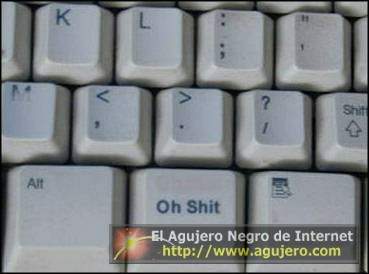 K L : ; " '
M < , > . ? / Shift
Alt Oh Shit
El Agujero Negro de Internet
http://www.agujero.com